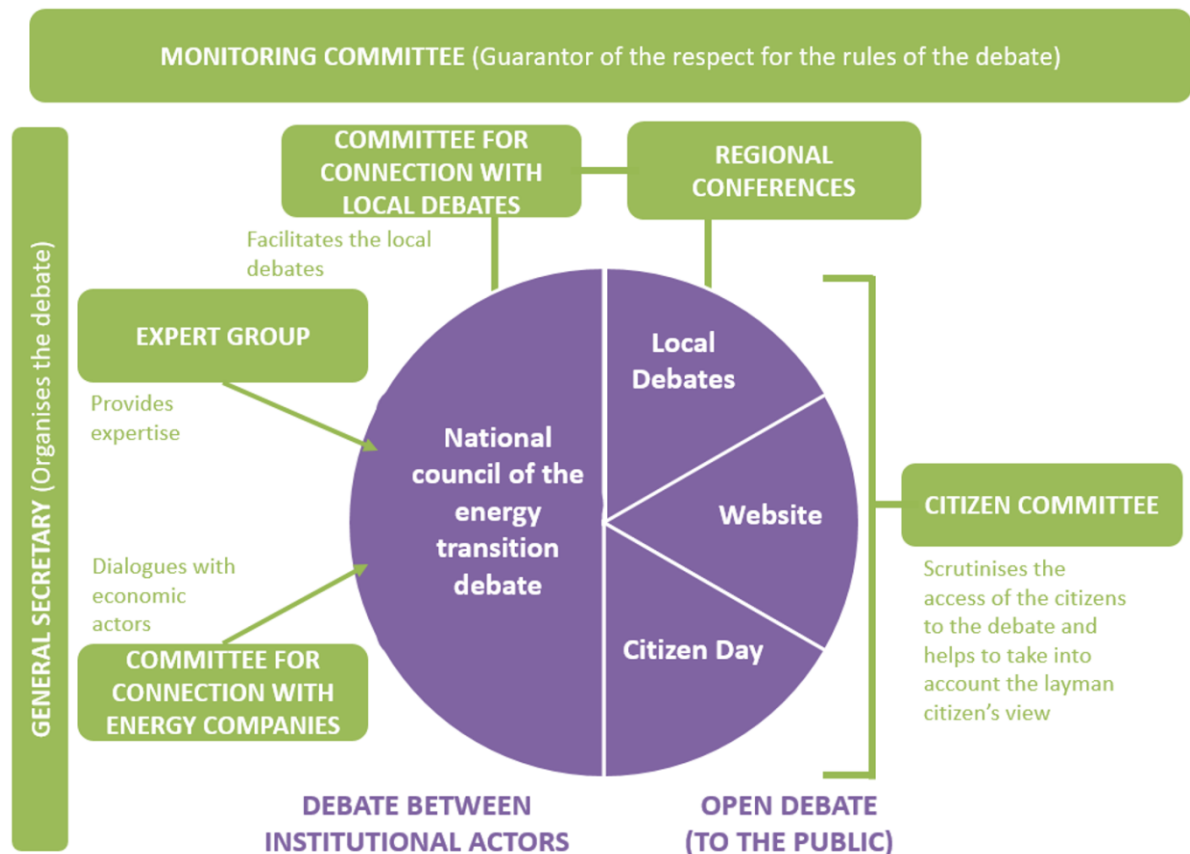 MONITORING COMMITTEE (Guarantor of the respect for the rules of the debate)
GENERAL SECRETARY (Organises the debate)
COMMITTEE FOR
CONNECTION WITH
LOCAL DEBATES
REGIONAL
CONFERENCES
Facilitates the local
debates
EXPERT GROUP
Provides
expertise
Dialogues with
economic
actors
COMMITTEE FOR
CONNECTION WITH
ENERGY COMPANIES
National
council of the
energy
transition
debate
Local
Debates
Website
Citizen Day
CITIZEN COMMITTEE
Scrutinises the
access of the citizens
to the debate and
helps to take into
account the layman
citizen’s view
DEBATE BETWEEN
INSTITUTIONAL ACTORS
OPEN DEBATE
(TO THE PUBLIC)